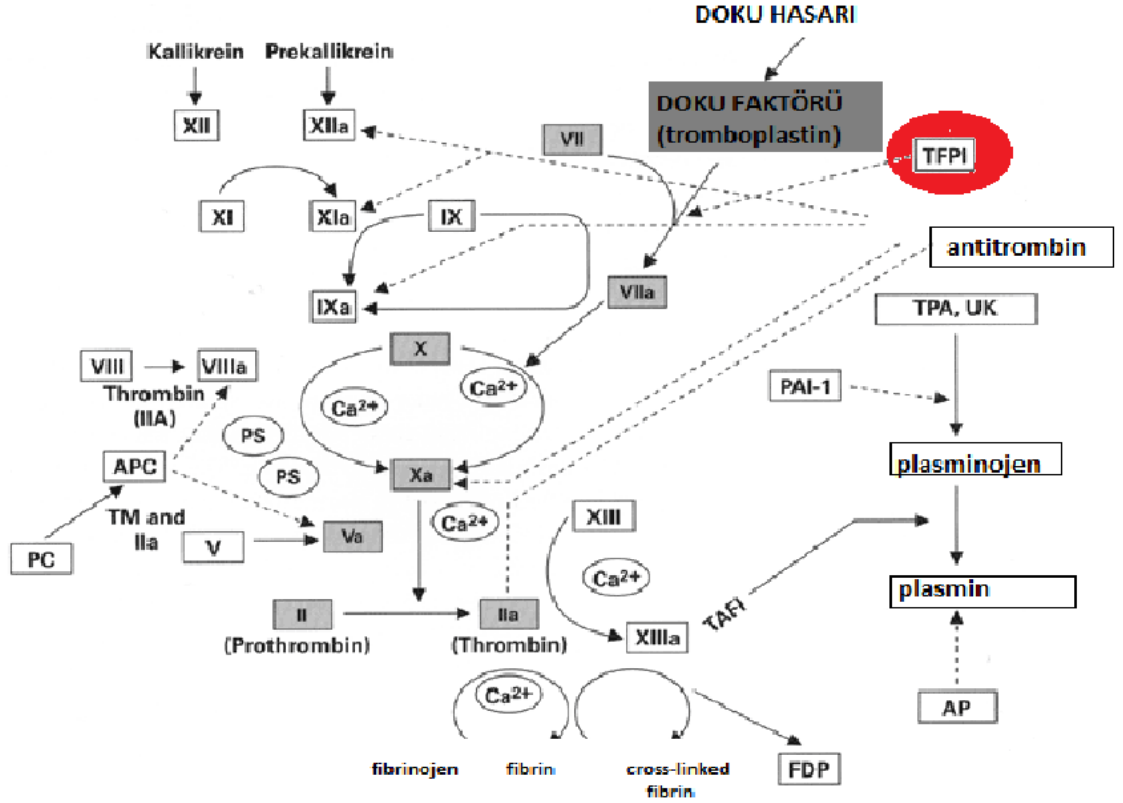 DOKU HASARI
Kallikrein
Prekallikrein
DOKU FAKTÖRÜ
(tromboplastin)
XII
XIIa
VII
TFPI
XI
XIa
IX
antitrombin
IXa
VIIa
TPA, UK
X
VIII
VIIIa
Thrombin
(IIA)
Ca2+
Ca2+
PAI-1
PS
PS
APC
Xa
plasminojen
TM and
IIa
Ca2+
XIII
V
Va
PC
Ca2+
plasmin
II
IIa
TAFI
(Prothrombin)
(Thrombin)
XIIIa
Ca2+
AP
fibrinojen
fibrin
cross-linked
fibrin
FDP